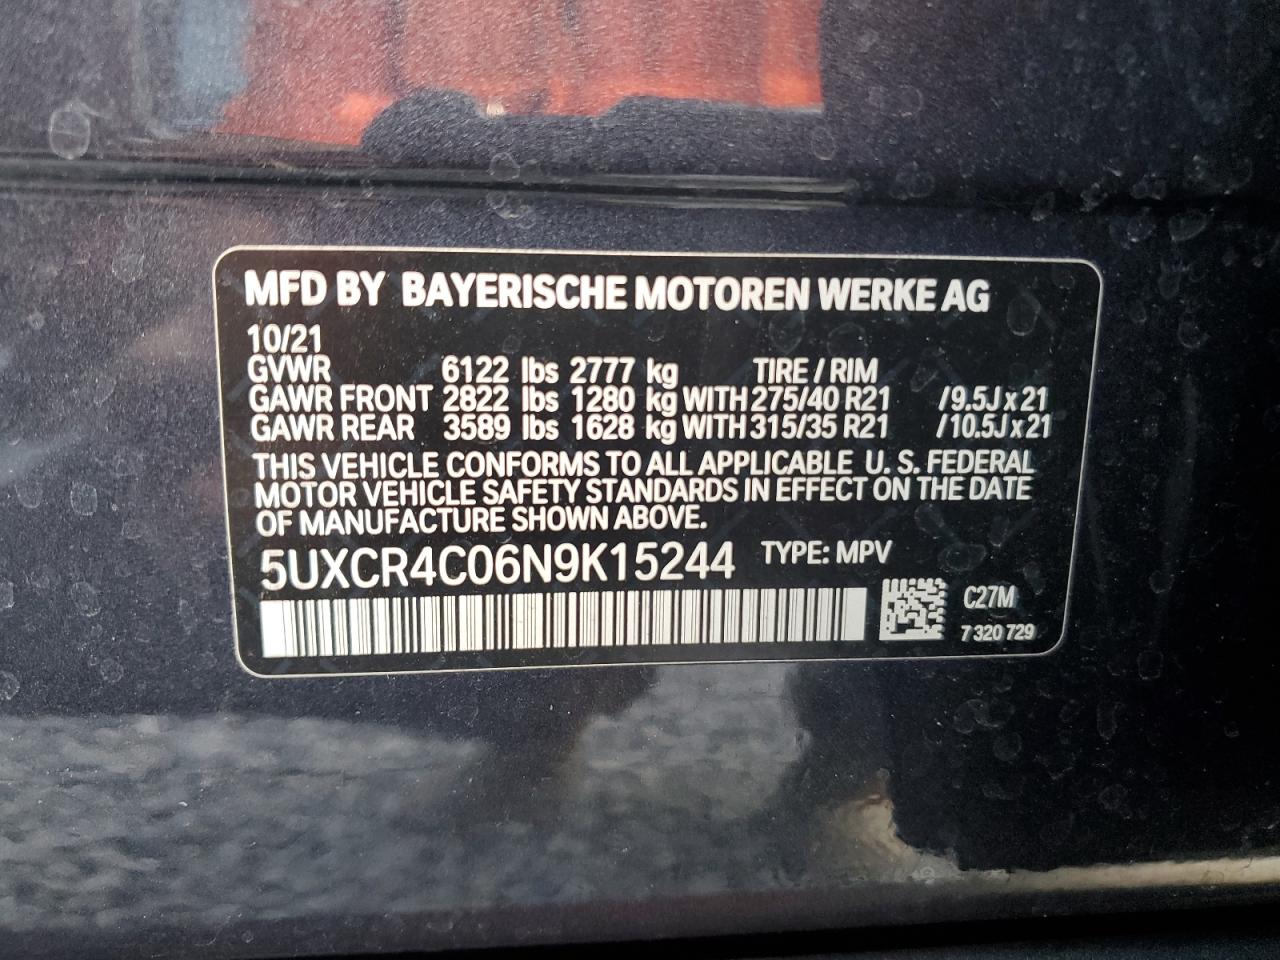 MFD BY BAYERISCHE MOTOREN WERKE AG
10/21
GVWR 6122 lbs 2777 kg TIRE / RIM
GAWR FRONT 2822 lbs 1280 kg WITH 275/40 R21 /9.5J x 21
GAWR REAR 3589 lbs 1628 kg WITH 315/35 R21 /10.5J x 21
THIS VEHICLE CONFORMS TO ALL APPLICABLE U. S. FEDERAL
MOTOR VEHICLE SAFETY STANDARDS IN EFFECT ON THE DATE
OF MANUFACTURE SHOWN ABOVE.
5UXCR4C06N9K15244 TYPE: MPV
C27M
7 320 729